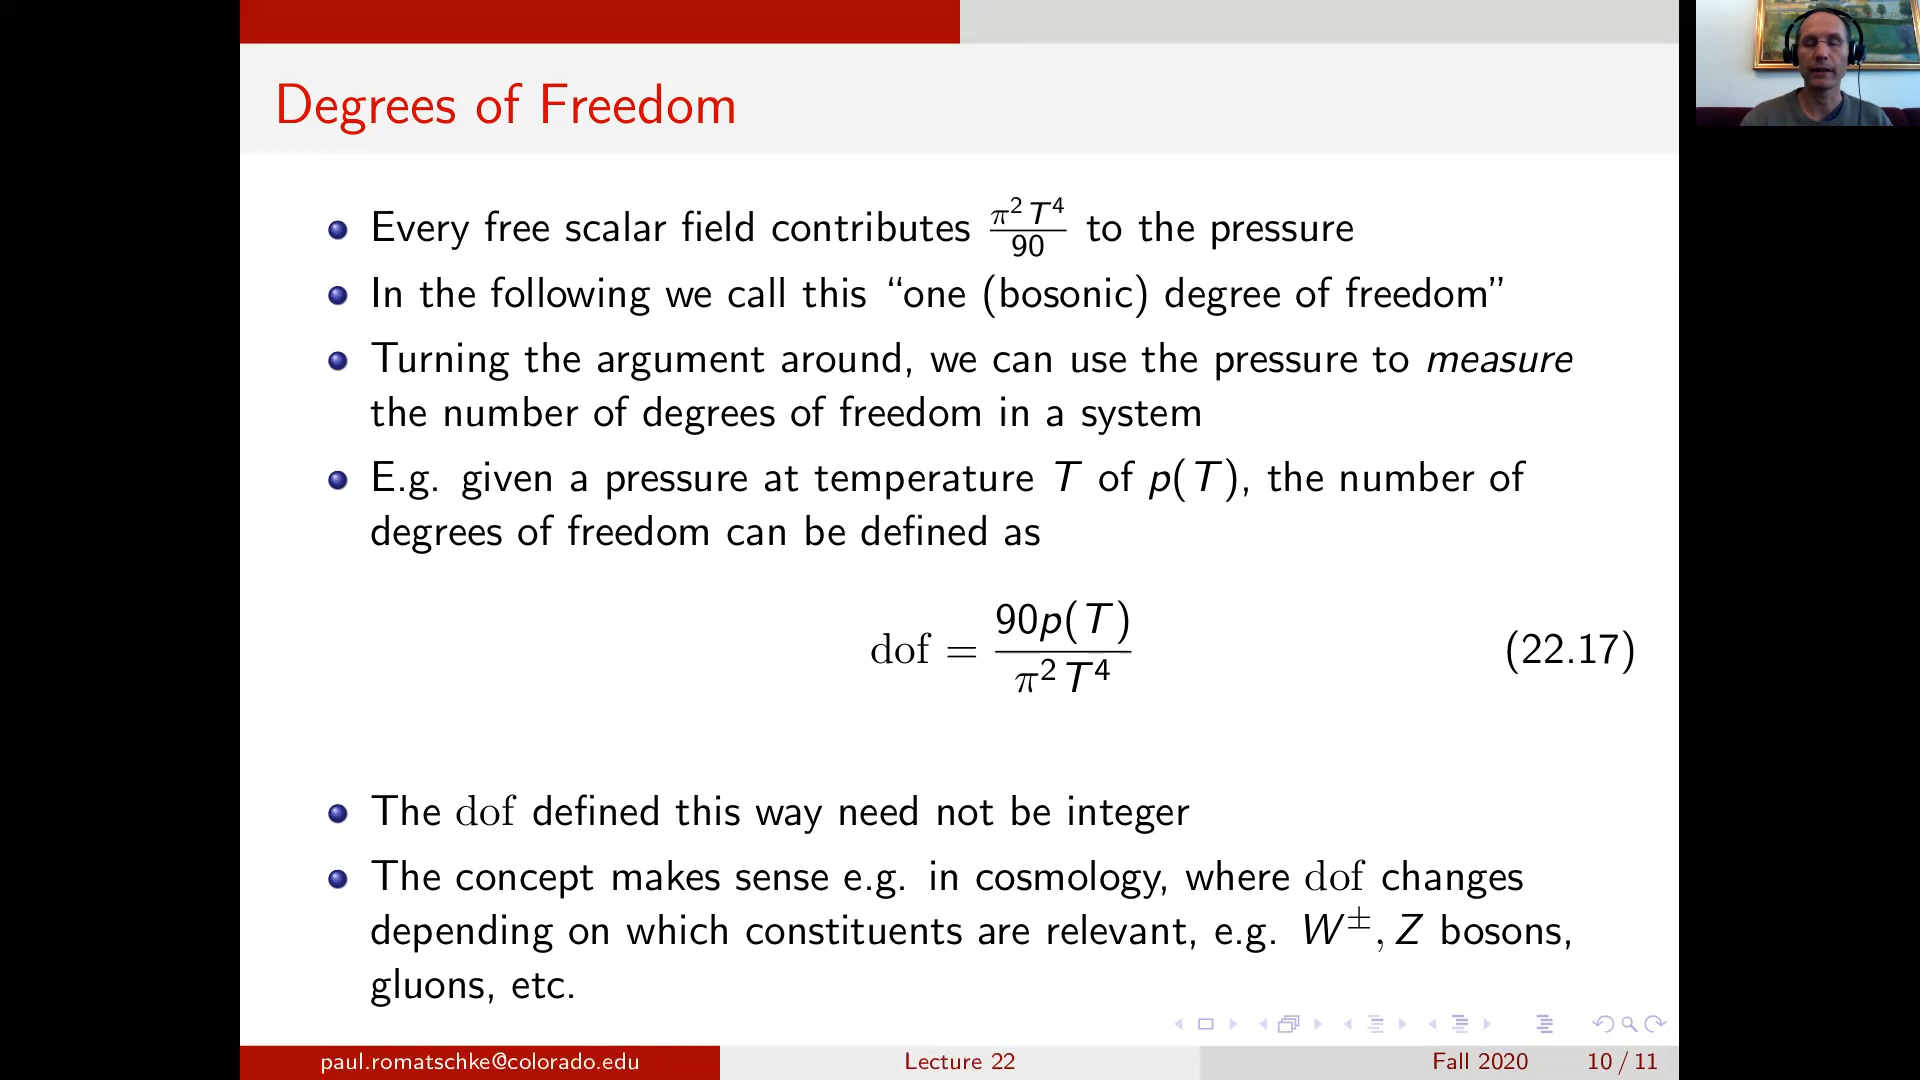 Degrees of Freedom
Every free scalar field contributes π²T⁴/90 to the pressure
In the following we call this “one (bosonic) degree of freedom”
Turning the argument around, we can use the pressure to measure
the number of degrees of freedom in a system
E.g. given a pressure at temperature T of p(T), the number of
degrees of freedom can be defined as
dof = 90p(T)/π²T⁴ (22.17)
The dof defined this way need not be integer
The concept makes sense e.g. in cosmology, where dof changes
depending on which constituents are relevant, e.g. W±, Z bosons,
gluons, etc.
paul.romatschke@colorado.edu Lecture 22 Fall 2020 10 / 11